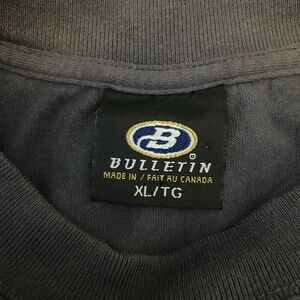 B
BULLETIN
MADE IN / FAIT AU CANADA
XL/TG